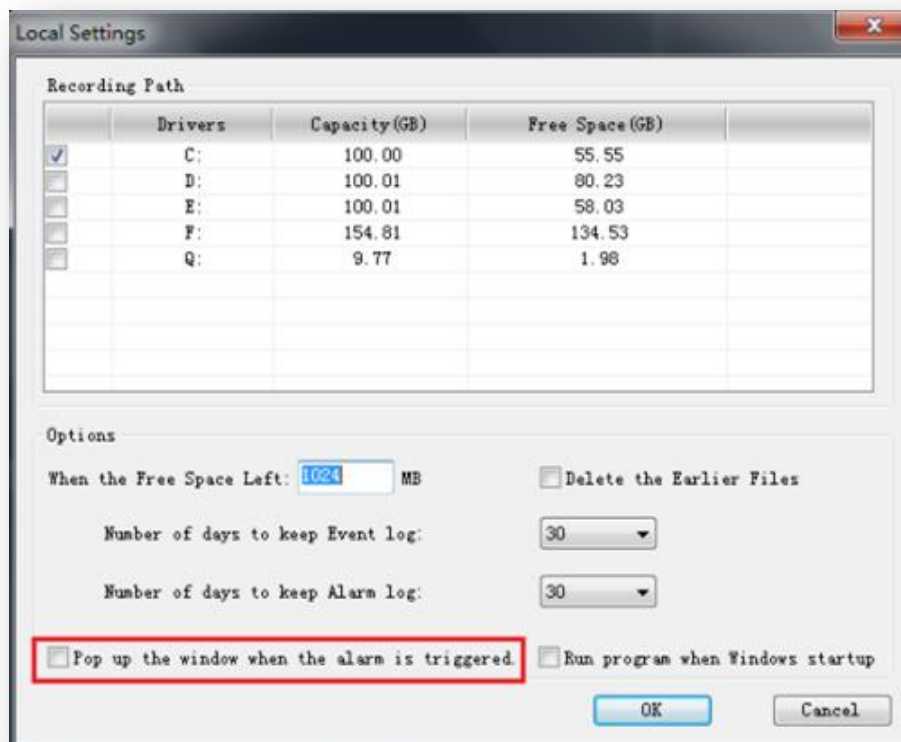 Local Settings
Recording Path
Drivers Capacity(GB) Free Space(GB)
C: 100.00 55.55
D: 100.01 80.23
E: 100.01 58.03
F: 154.81 134.53
Q: 9.77 1.98
Options
When the Free Space Left: 1024 MB Delete the Earlier Files
Number of days to keep Event log: 30
Number of days to keep Alarm log: 30
Pop up the window when the alarm is triggered. Run program when Windows startup
OK Cancel